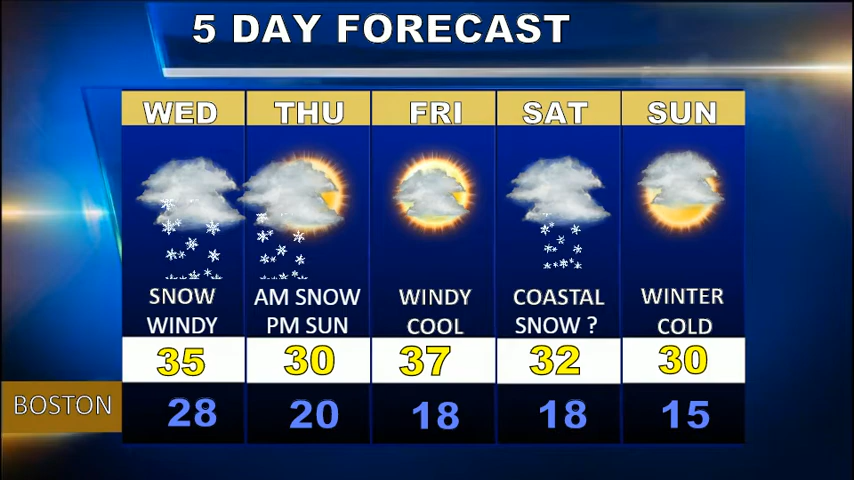 5 DAY FORECAST
WED THU FRI SAT SUN
SNOW AM SNOW WINDY COASTAL WINTER
WINDY PM SUN COOL SNOW ? COLD
35 30 37 32 30
BOSTON 28 20 18 18 15